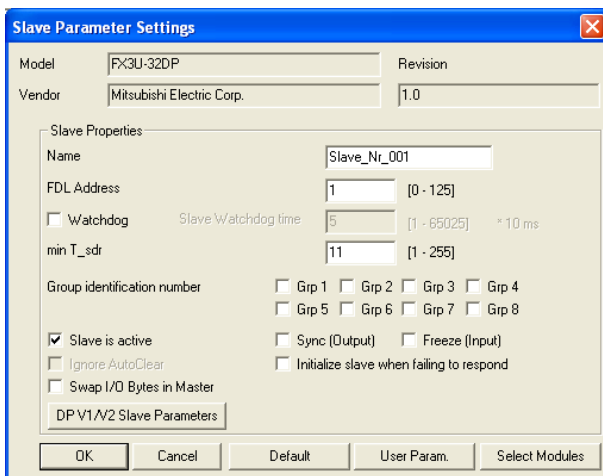 Slave Parameter Settings
Model FX3U-32DP Revision
Vendor Mitsubishi Electric Corp. 1.0
Slave Properties
Name Slave_Nr_001
FDL Address 1 [0 - 125]
Watchdog Slave Watchdog time 5 [1 - 65025] * 10 ms
min T_sdr 11 [1 - 255]
Group identification number Grp 1 Grp 2 Grp 3 Grp 4
Grp 5 Grp 6 Grp 7 Grp 8
Slave is active Sync (Output) Freeze (Input)
Ignore AutoClear Initialize slave when failing to respond
Swap I/O Bytes in Master
DP V1/V2 Slave Parameters
OK Cancel Default User Param. Select Modules